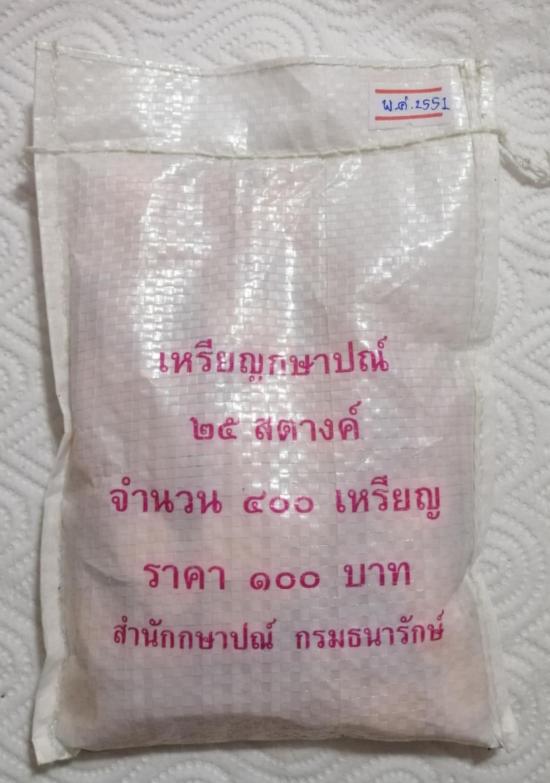 พ.ศ.2551
เหรียญกษาปณ์
๒๕ สตางค์
จำนวน ๔๐๐ เหรียญ
ราคา ๑๐๐ บาท
สำนักกษาปณ์ กรมธนารักษ์